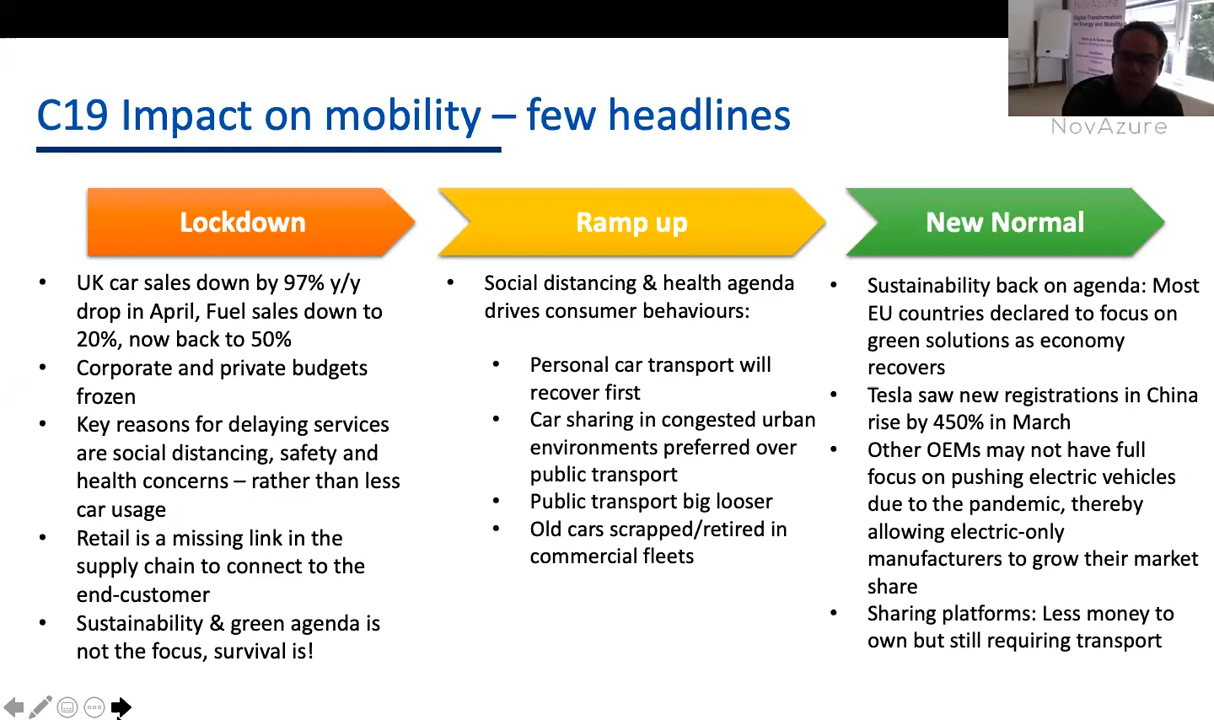 NovAzure
Digital Transformation
for Energy and Mobility
C19 Impact on mobility – few headlines
NovAzure
Lockdown
UK car sales down by 97% y/y
drop in April, Fuel sales down to
20%, now back to 50%
Corporate and private budgets
frozen
Key reasons for delaying services
are social distancing, safety and
health concerns – rather than less
car usage
Retail is a missing link in the
supply chain to connect to the
end-customer
Sustainability & green agenda is
not the focus, survival is!
Ramp up
Social distancing & health agenda
drives consumer behaviours:
Personal car transport will
recover first
Car sharing in congested urban
environments preferred over
public transport
Public transport big looser
Old cars scrapped/retired in
commercial fleets
New Normal
Sustainability back on agenda: Most
EU countries declared to focus on
green solutions as economy
recovers
Tesla saw new registrations in China
rise by 450% in March
Other OEMs may not have full
focus on pushing electric vehicles
due to the pandemic, thereby
allowing electric-only
manufacturers to grow their market
share
Sharing platforms: Less money to
own but still requiring transport